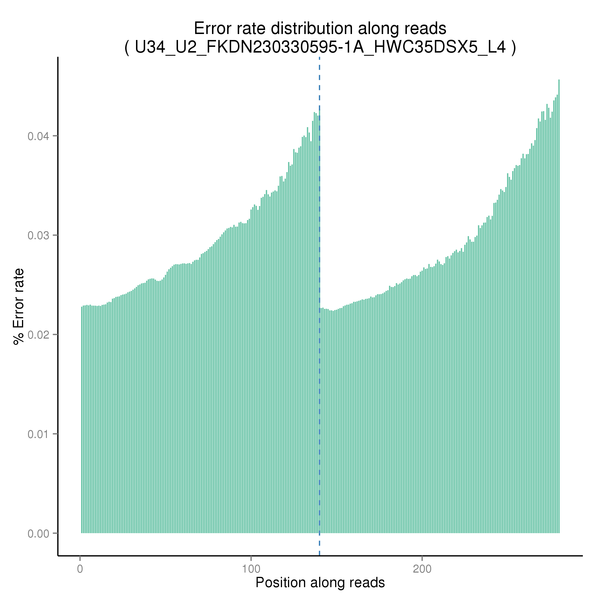 Error rate distribution along reads
( U34_U2_FKDN230330595-1A_HWC35DSX5_L4 )
% Error rate
0.04
0.03
0.02
0.01
0.00
0
100
200
Position along reads